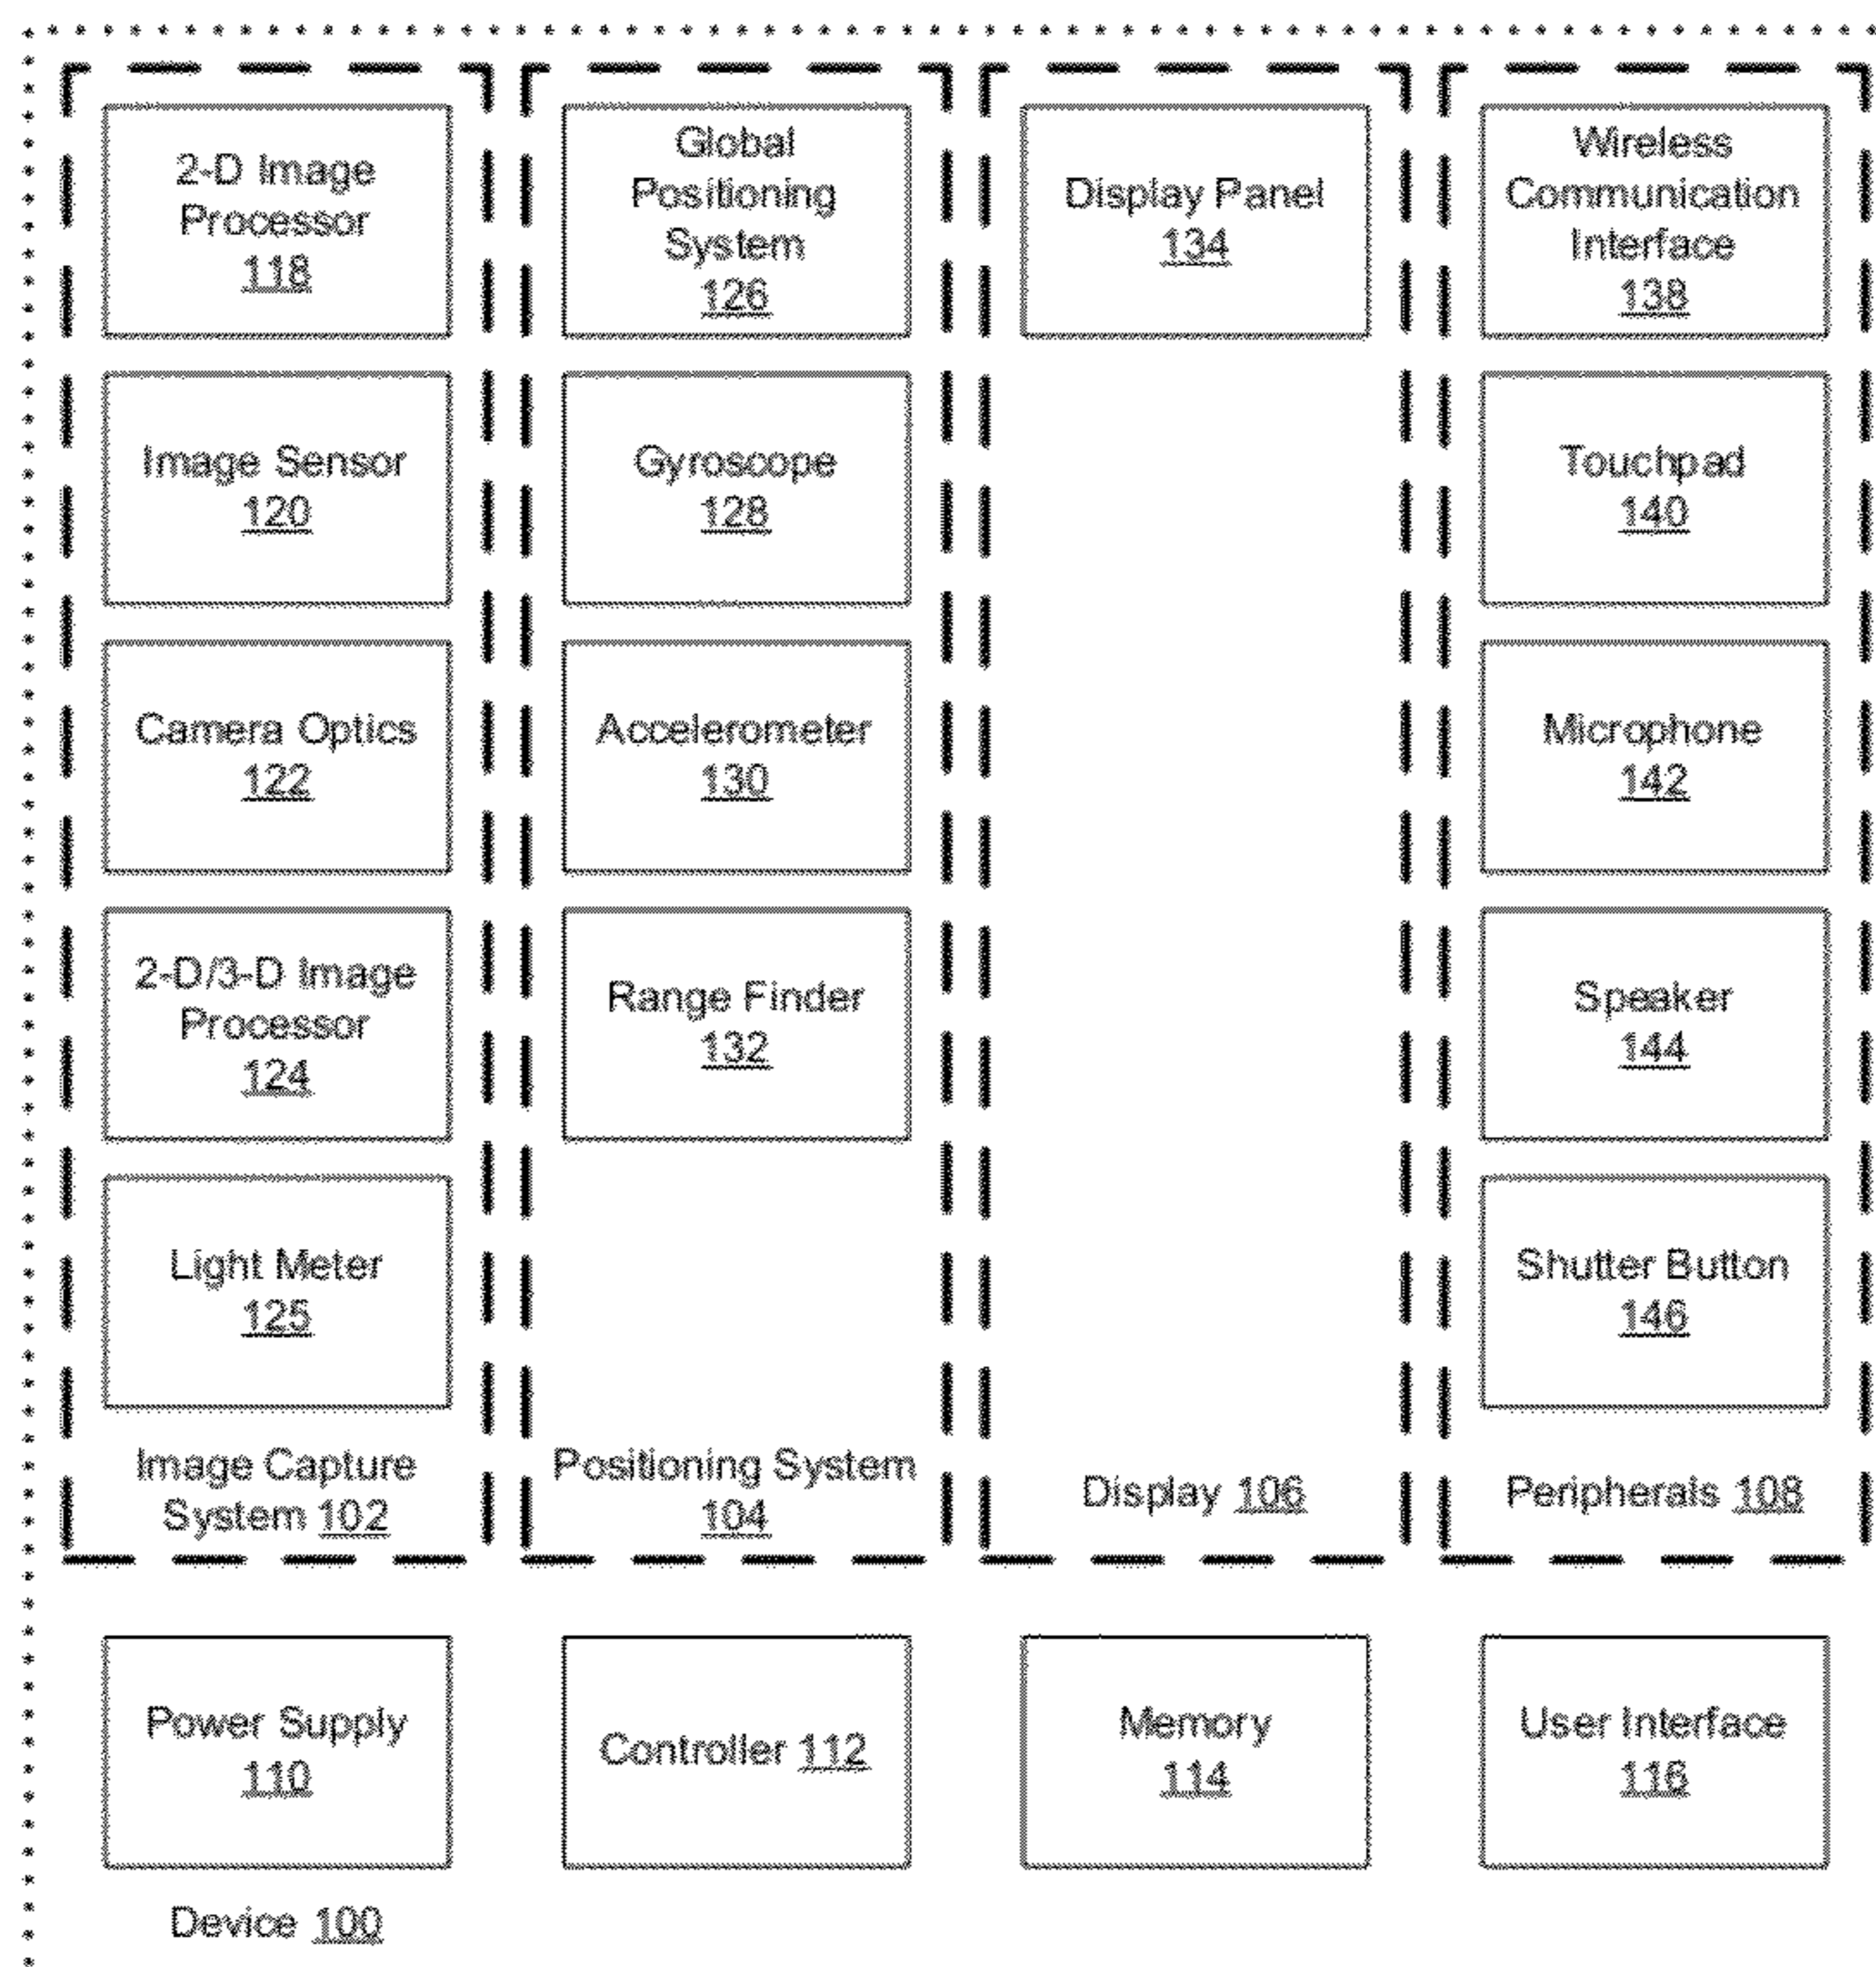 2-D Image
Processor
118
Image Sensor
120
Camera Optics
122
2-D/3-D Image
Processor
124
Light Meter
125
Image Capture
System 102
Global
Positioning
System
126
Gyroscope
128
Accelerometer
130
Range Finder
132
Positioning System
104
Display Panel
134
Display 106
Wireless
Communication
Interface
138
Touchpad
140
Microphone
142
Speaker
144
Shutter Button
146
Peripherals 108
Power Supply
110
Controller 112
Memory
114
User Interface
116
Device 100